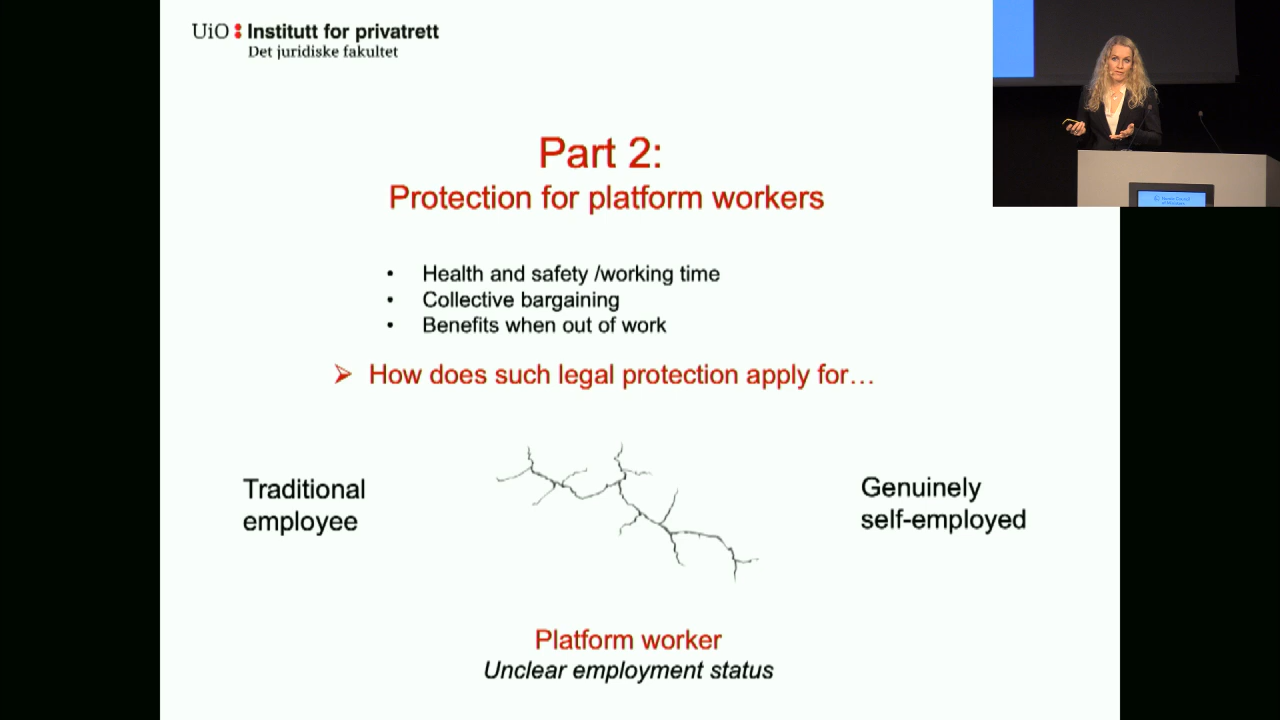 UiO Institutt for privatrett
Det juridiske fakultet
Part 2:
Protection for platform workers
• Health and safety /working time
• Collective bargaining
• Benefits when out of work
➢ How does such legal protection apply for…
Traditional
employee
Genuinely
self-employed
Platform worker
Unclear employment status